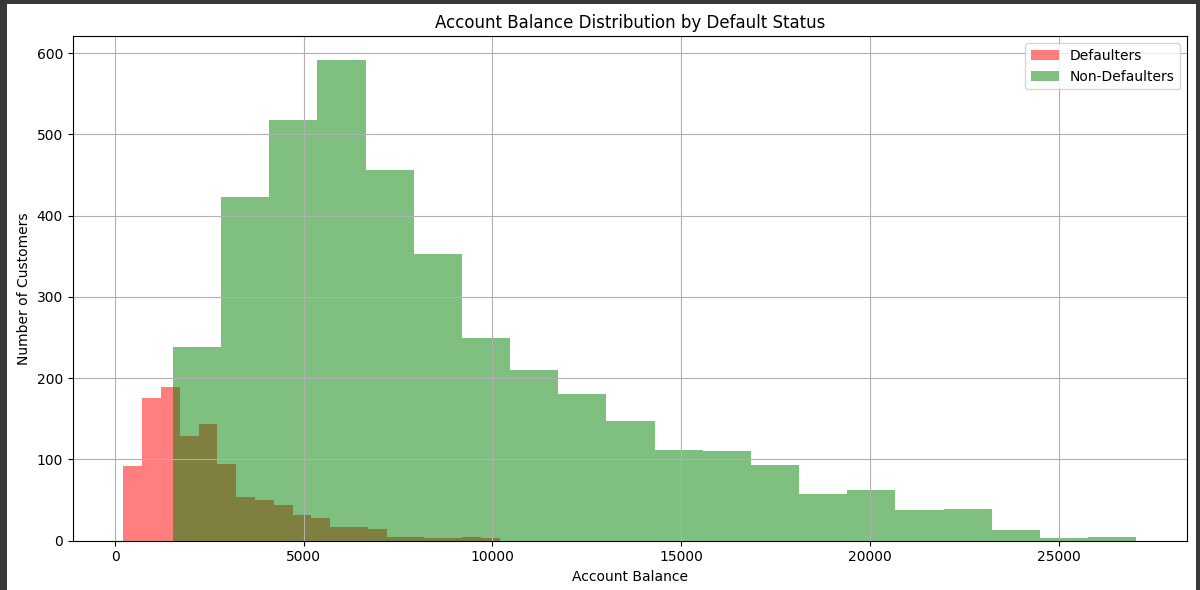 Account Balance Distribution by Default Status
Defaulters
Non-Defaulters
Number of Customers
600
500
400
300
200
100
0
0 5000 10000 15000 20000 25000
Account Balance